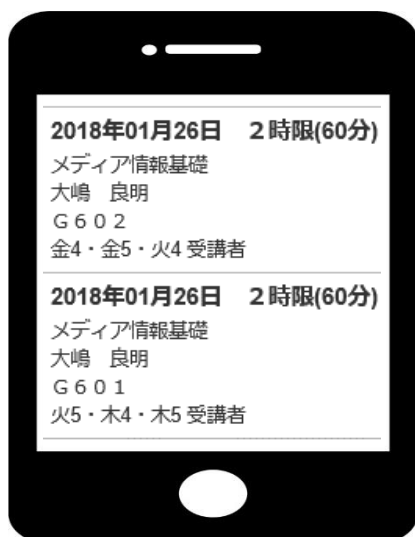 2018年01月26日　２時限(60分)
メディア情報基礎
大嶋　良明
Ｇ６０２
金4・金5・火4 受講者
2018年01月26日　２時限(60分)
メディア情報基礎
大嶋　良明
Ｇ６０１
火5・木4・木5 受講者